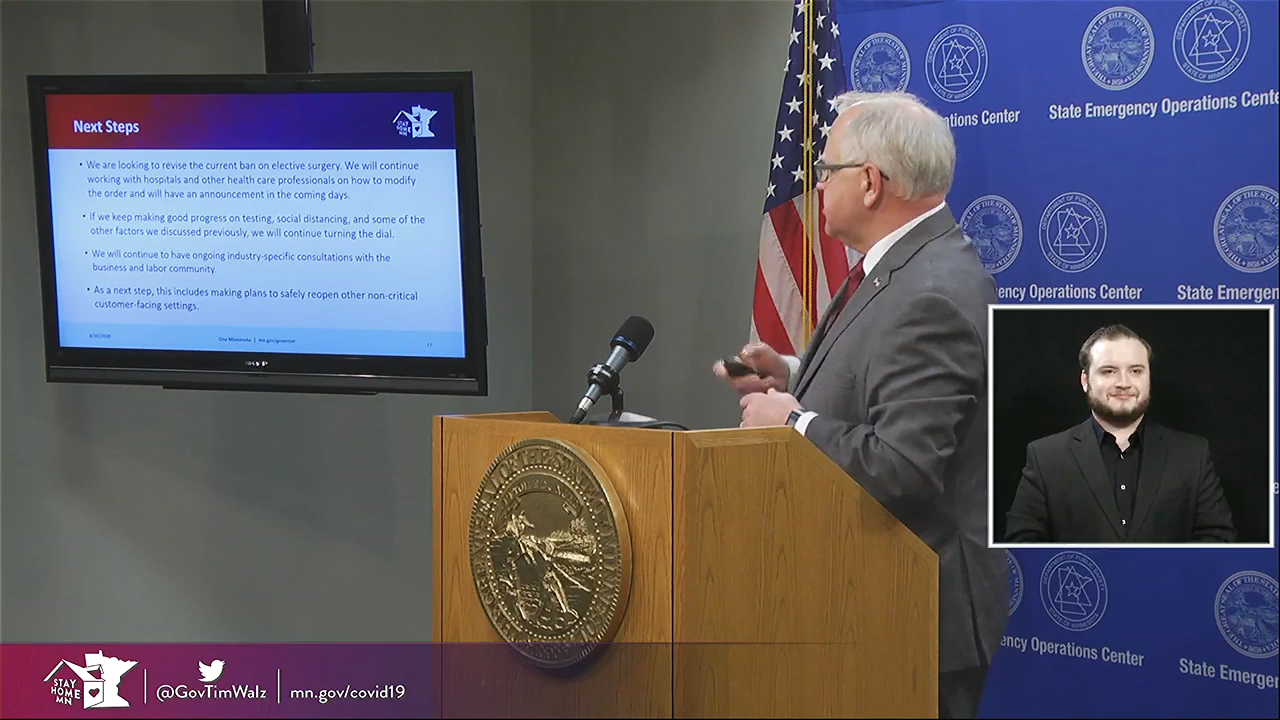 Next Steps
STAY
HOME
MN
• We are looking to revise the current ban on elective surgery. We will continue
working with hospitals and other health care professionals on how to modify
the order and will have an announcement in the coming days.
• If we keep making good progress on testing, social distancing, and some of the
other factors we discussed previously, we will continue turning the dial.
• We will continue to have ongoing industry-specific consultations with the
business and labor community.
• As a next step, this includes making plans to safely reopen other non-critical
customer-facing settings.
One Minnesota | mn.gov/governor
ations Center
State Emergency Operations Cente
ency Operations Center
State Emergen
ency Operations Center
State Emergency
STAY
HOME
MN
@GovTimWalz
mn.gov/covid19